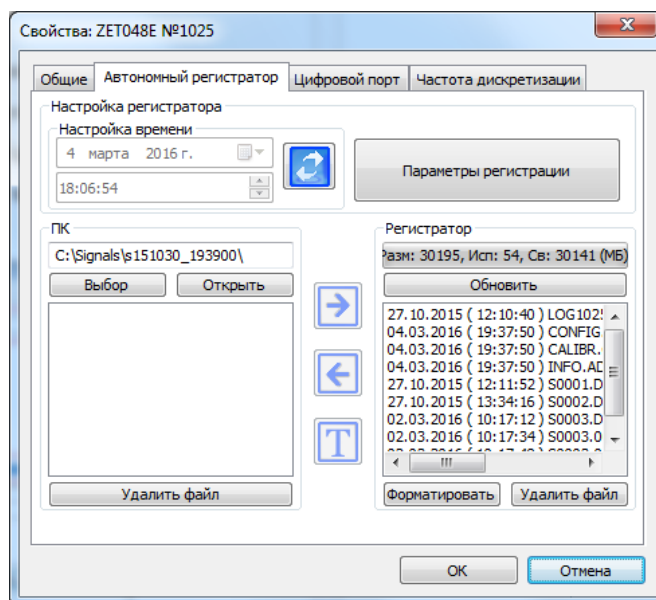 Свойства: ZET048E №1025
Общие Автономный регистратор Цифровой порт Частота дискретизации
Настройка регистратора
Настройка времени
4 марта 2016 г.
18:06:54
Параметры регистрации
ПК
C:\Signals\s151030_193900\
Выбор Открыть
Удалить файл
T
Регистратор
Разм: 30195, Исп: 54, Св: 30141 (МБ)
Обновить
27.10.2015 ( 12:10:40 ) LOG1025
04.03.2016 ( 19:37:50 ) CONFIG.
04.03.2016 ( 19:37:50 ) CALIBR.
04.03.2016 ( 19:37:50 ) INFO.AD
27.10.2015 ( 12:11:52 ) S0001.D
27.10.2015 ( 13:34:16 ) S0002.D
02.03.2016 ( 10:17:12 ) S0003.D
02.03.2016 ( 10:17:34 ) S0003.0
Форматировать Удалить файл
OK Отмена